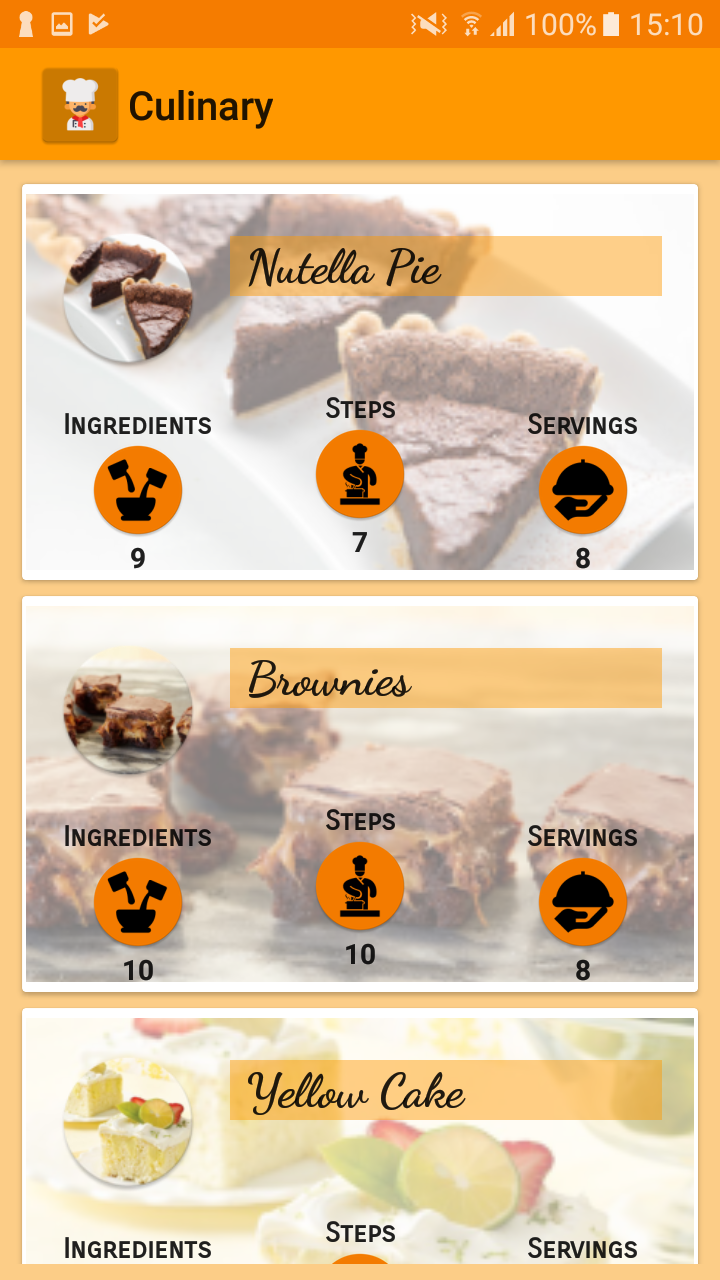 100% 15:10
Culinary
Nutella Pie
Ingredients Steps Servings
9 7 8
Brownies
Ingredients Steps Servings
10 10 8
Yellow Cake
Ingredients Steps Servings